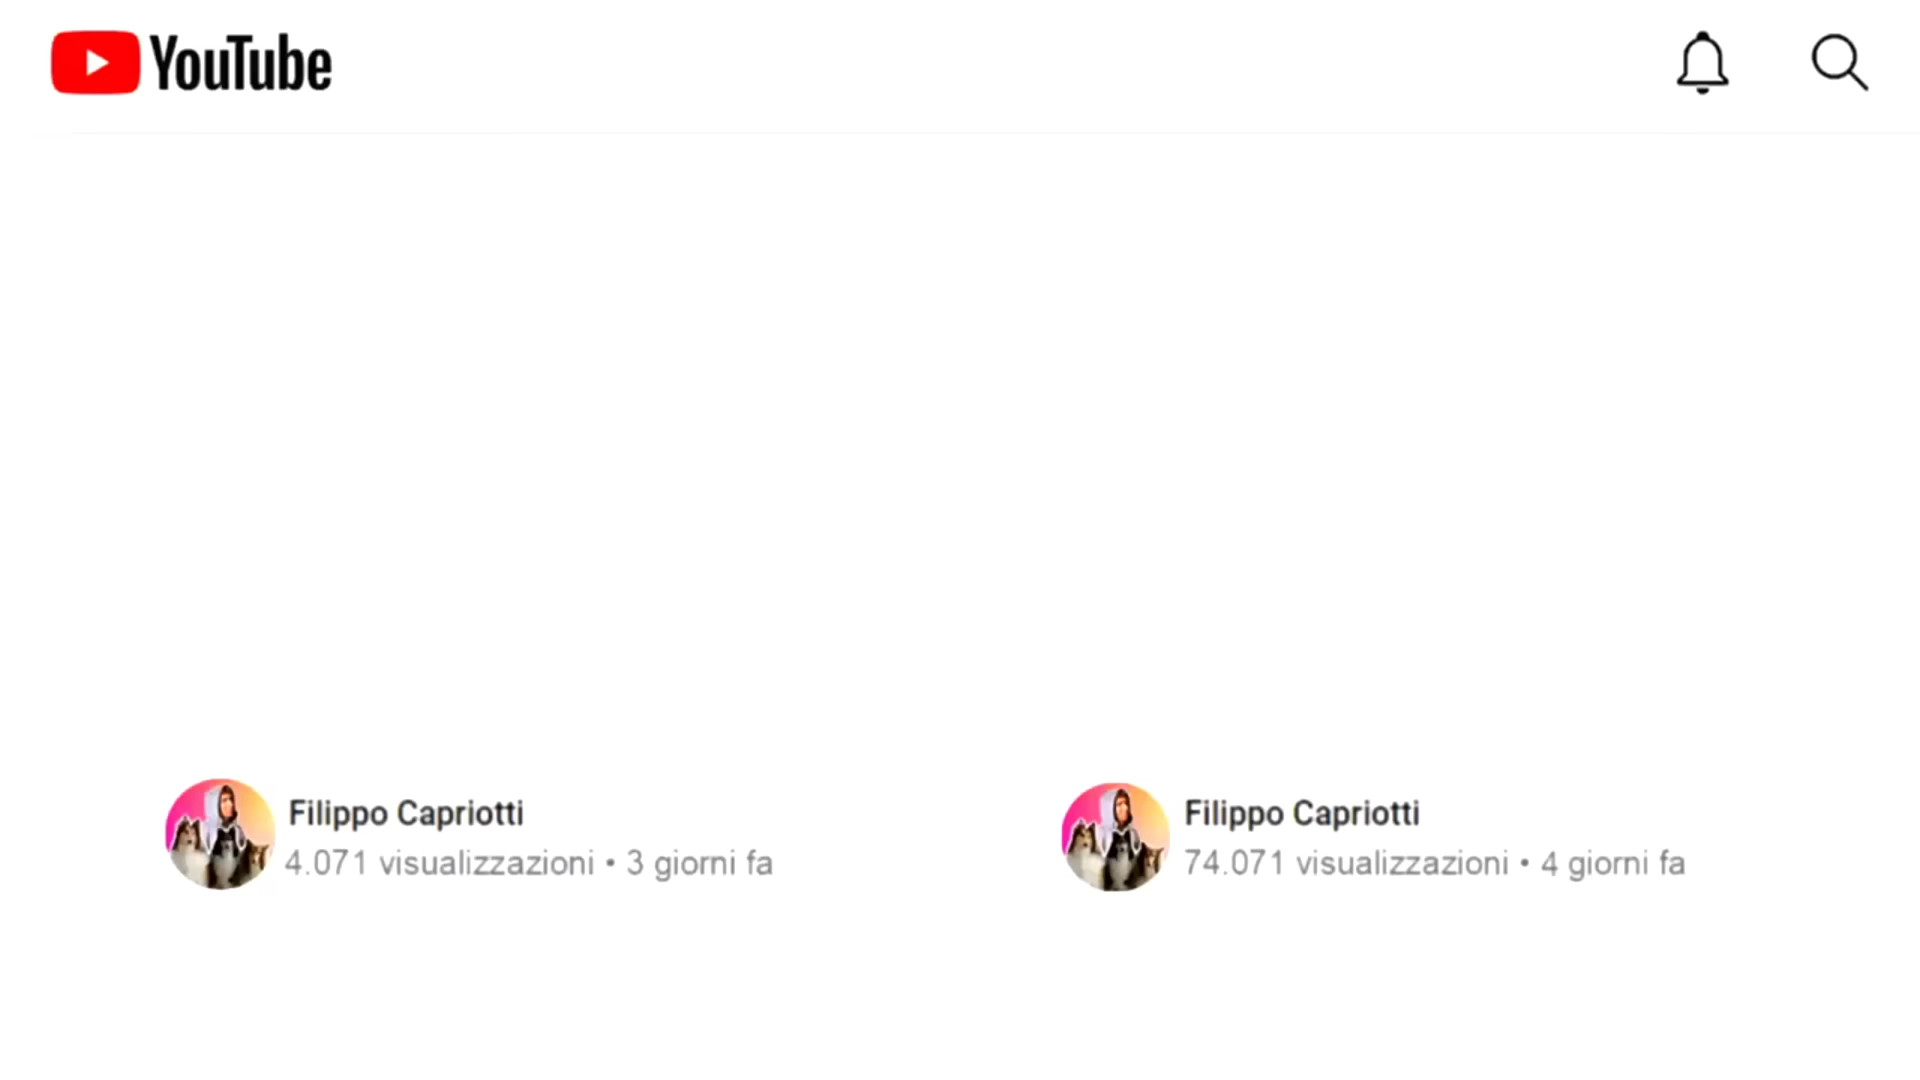 YouTube
Filippo Capriotti
4.071 visualizzazioni • 3 giorni fa
Filippo Capriotti
74.071 visualizzazioni • 4 giorni fa